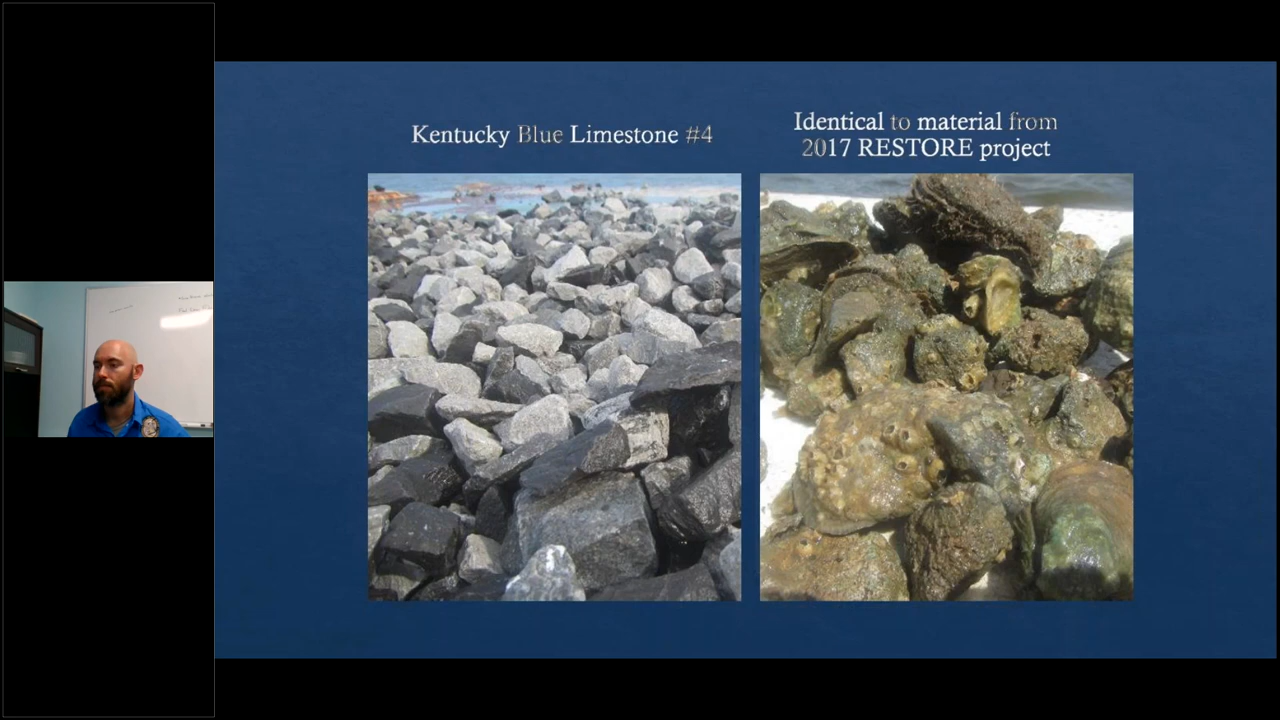 Kentucky Blue Limestone #4
Identical to material from
2017 RESTORE project